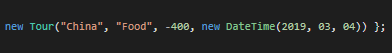 new Tour("China", "Food", -400, new DateTime(2019, 03, 04)) };